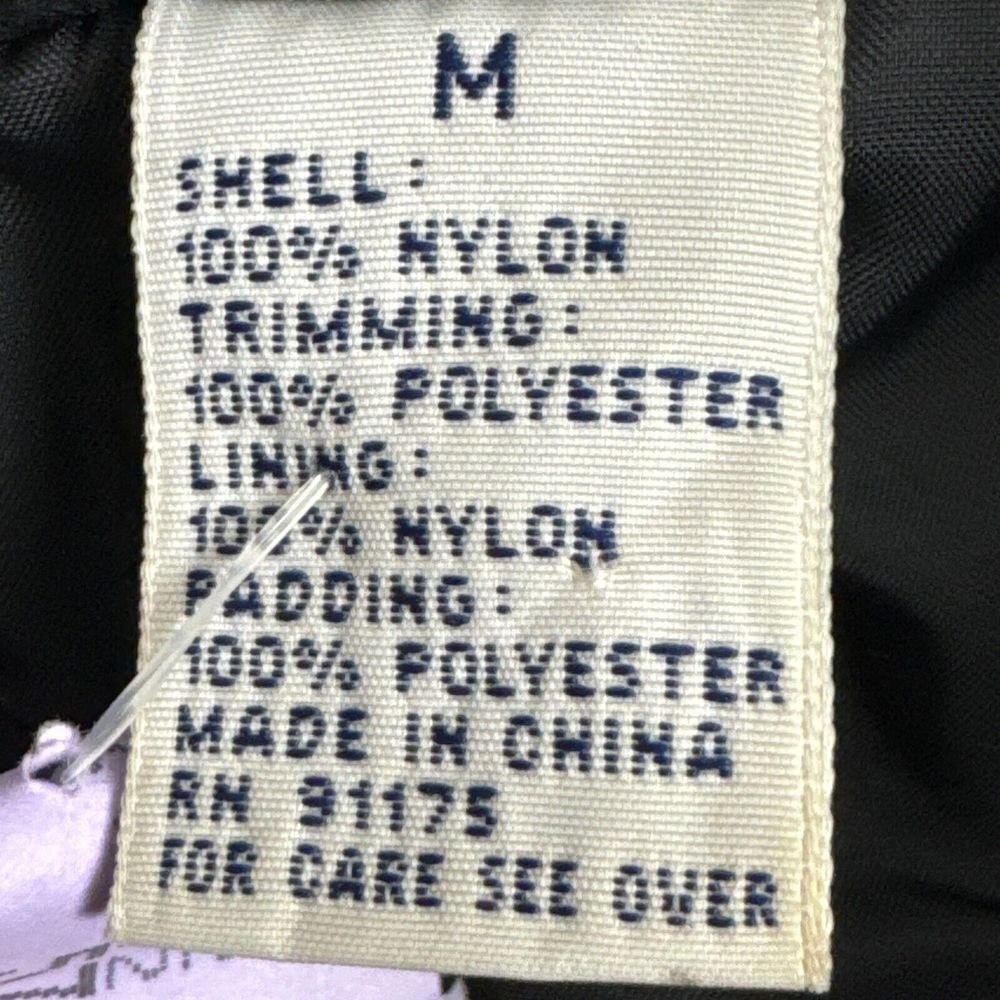 M
SHELL:
100% NYLON
TRIMMING:
100% POLYESTER
LINING:
100% NYLON
PADDING:
100% POLYESTER
MADE IN CHINA
RN 91175
FOR CARE SEE OVER